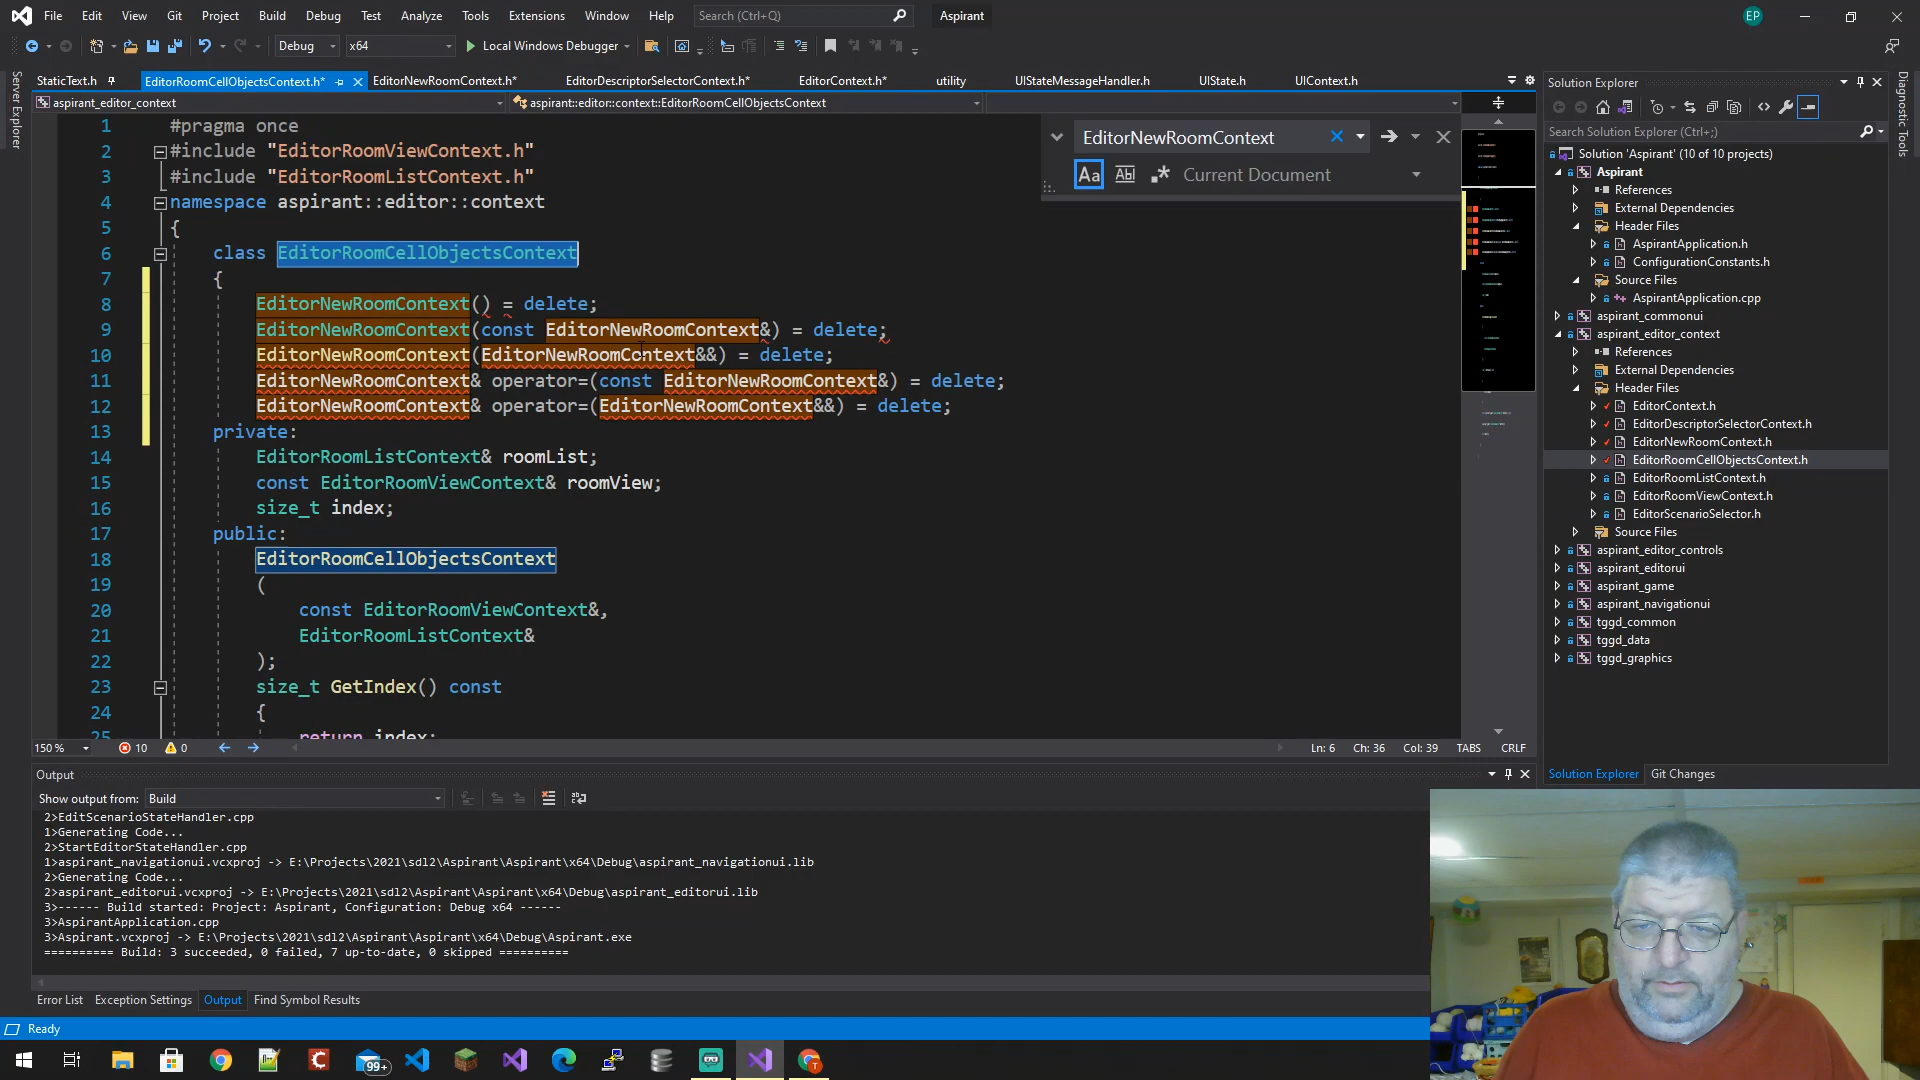 File Edit View Git Project Build Debug Test Analyze Tools Extensions Window Help Search (Ctrl+Q) Aspirant EP
Debug x64 Local Windows Debugger
StaticText.h EditorRoomCellObjectsContext.h* EditorNewRoomContext.h* EditorDescriptorSelectorContext.h* EditorContext.h* utility UIStateMessageHandler.h UIState.h UIContext.h
aspirant_editor_context aspirant::editor::context::EditorRoomCellObjectsContext
Server Explorer
EditorNewRoomContext
Aa Abl Current Document
1 #pragma once
2 #include "EditorRoomViewContext.h"
3 #include "EditorRoomListContext.h"
4 namespace aspirant::editor::context
5 {
6 class EditorRoomCellObjectsContext
7 {
8 EditorNewRoomContext() = delete;
9 EditorNewRoomContext(const EditorNewRoomContext&) = delete;
10 EditorNewRoomContext(EditorNewRoomContext&&) = delete;
11 EditorNewRoomContext& operator=(const EditorNewRoomContext&) = delete;
12 EditorNewRoomContext& operator=(EditorNewRoomContext&&) = delete;
13 private:
14 EditorRoomListContext& roomList;
15 const EditorRoomViewContext& roomView;
16 size_t index;
17 public:
18 EditorRoomCellObjectsContext
19 (
20 const EditorRoomViewContext&,
21 EditorRoomListContext&
22 );
23 size_t GetIndex() const
24 {
25 return index;
150 % 10 0 Ln: 6 Ch: 36 Col: 39 TABS CRLF
Output
Show output from: Build
2>EditScenarioStateHandler.cpp
1>Generating Code...
2>StartEditorStateHandler.cpp
1>aspirant_navigationui.vcxproj -> E:\Projects\2021\sdl2\Aspirant\Aspirant\x64\Debug\aspirant_navigationui.lib
2>Generating Code...
2>aspirant_editorui.vcxproj -> E:\Projects\2021\sdl2\Aspirant\Aspirant\x64\Debug\aspirant_editorui.lib
3>------ Build started: Project: Aspirant, Configuration: Debug x64 ------
3>AspirantApplication.cpp
3>Aspirant.vcxproj -> E:\Projects\2021\sdl2\Aspirant\Aspirant\x64\Debug\Aspirant.exe
========== Build: 3 succeeded, 0 failed, 7 up-to-date, 0 skipped ==========
Error List Exception Settings Output Find Symbol Results
Ready
99+
Solution Explorer
Search Solution Explorer (Ctrl+;)
Solution 'Aspirant' (10 of 10 projects)
Aspirant
References
External Dependencies
Header Files
AspirantApplication.h
ConfigurationConstants.h
Source Files
AspirantApplication.cpp
aspirant_commonui
aspirant_editor_context
References
External Dependencies
Header Files
EditorContext.h
EditorDescriptorSelectorContext.h
EditorNewRoomContext.h
EditorRoomCellObjectsContext.h
EditorRoomListContext.h
EditorRoomViewContext.h
EditorScenarioSelector.h
Source Files
aspirant_editor_controls
aspirant_editorui
aspirant_game
aspirant_navigationui
tggd_common
tggd_data
tggd_graphics
Solution Explorer Git Changes
Diagnostic Tools